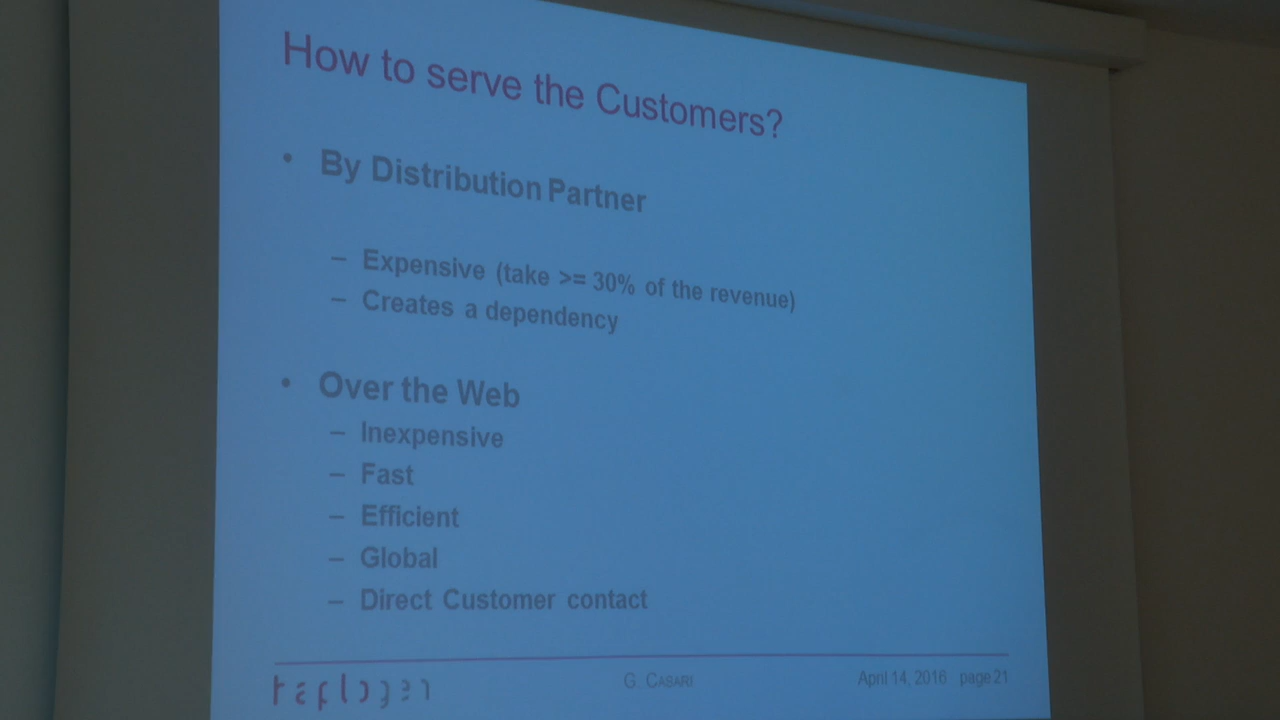 How to serve the Customers?
• By Distribution Partner
– Expensive (take >= 30% of the revenue)
– Creates a dependency
• Over the Web
– Inexpensive
– Fast
– Efficient
– Global
– Direct Customer contact
G. CASARI
April 14, 2016 page 21